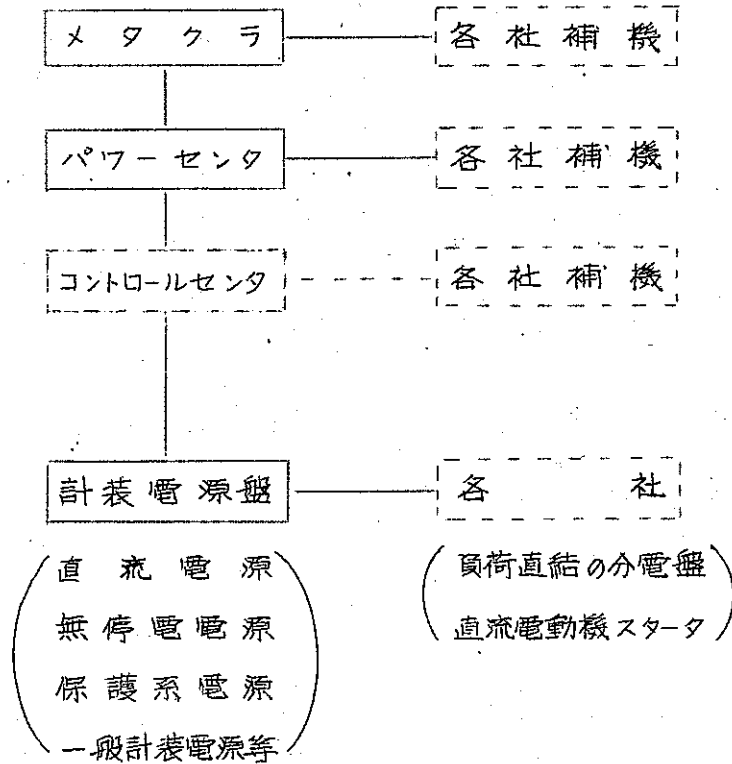 メタクラ
各社補機
パワーセンタ
各社補機
コントロールセンタ
各社補機
計装電源盤
各社
直流電源
無停電電源
保護系電源
一般計装電源等
負荷直結の分電盤
直流電動機スタータ